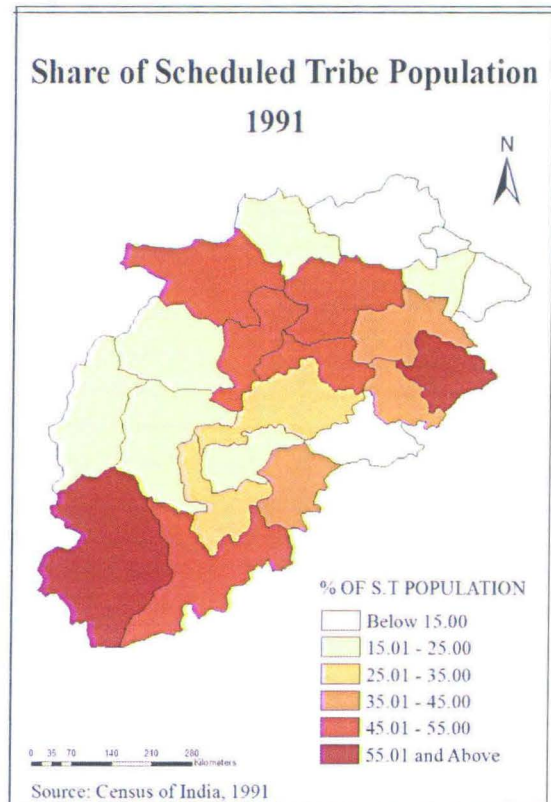 Share of Scheduled Tribe Population
1991
N
% OF S.T POPULATION
Below 15.00
15.01 - 25.00
25.01 - 35.00
35.01 - 45.00
45.01 - 55.00
55.01 and Above
0 35 70 140 210 280
Kilometers
Source: Census of India, 1991